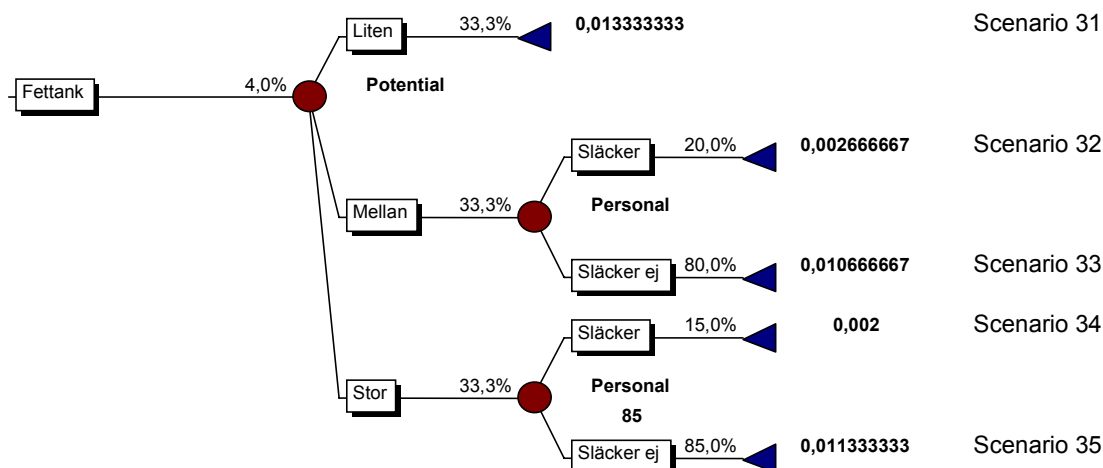 Liten 33,3% 0,013333333 Scenario 31
Fettank 4,0% Potential
Släcker 20,0% 0,002666667 Scenario 32
Mellan 33,3% Personal
Släcker ej 80,0% 0,010666667 Scenario 33
Släcker 15,0% 0,002 Scenario 34
Stor 33,3% Personal
85
Släcker ej 85,0% 0,011333333 Scenario 35